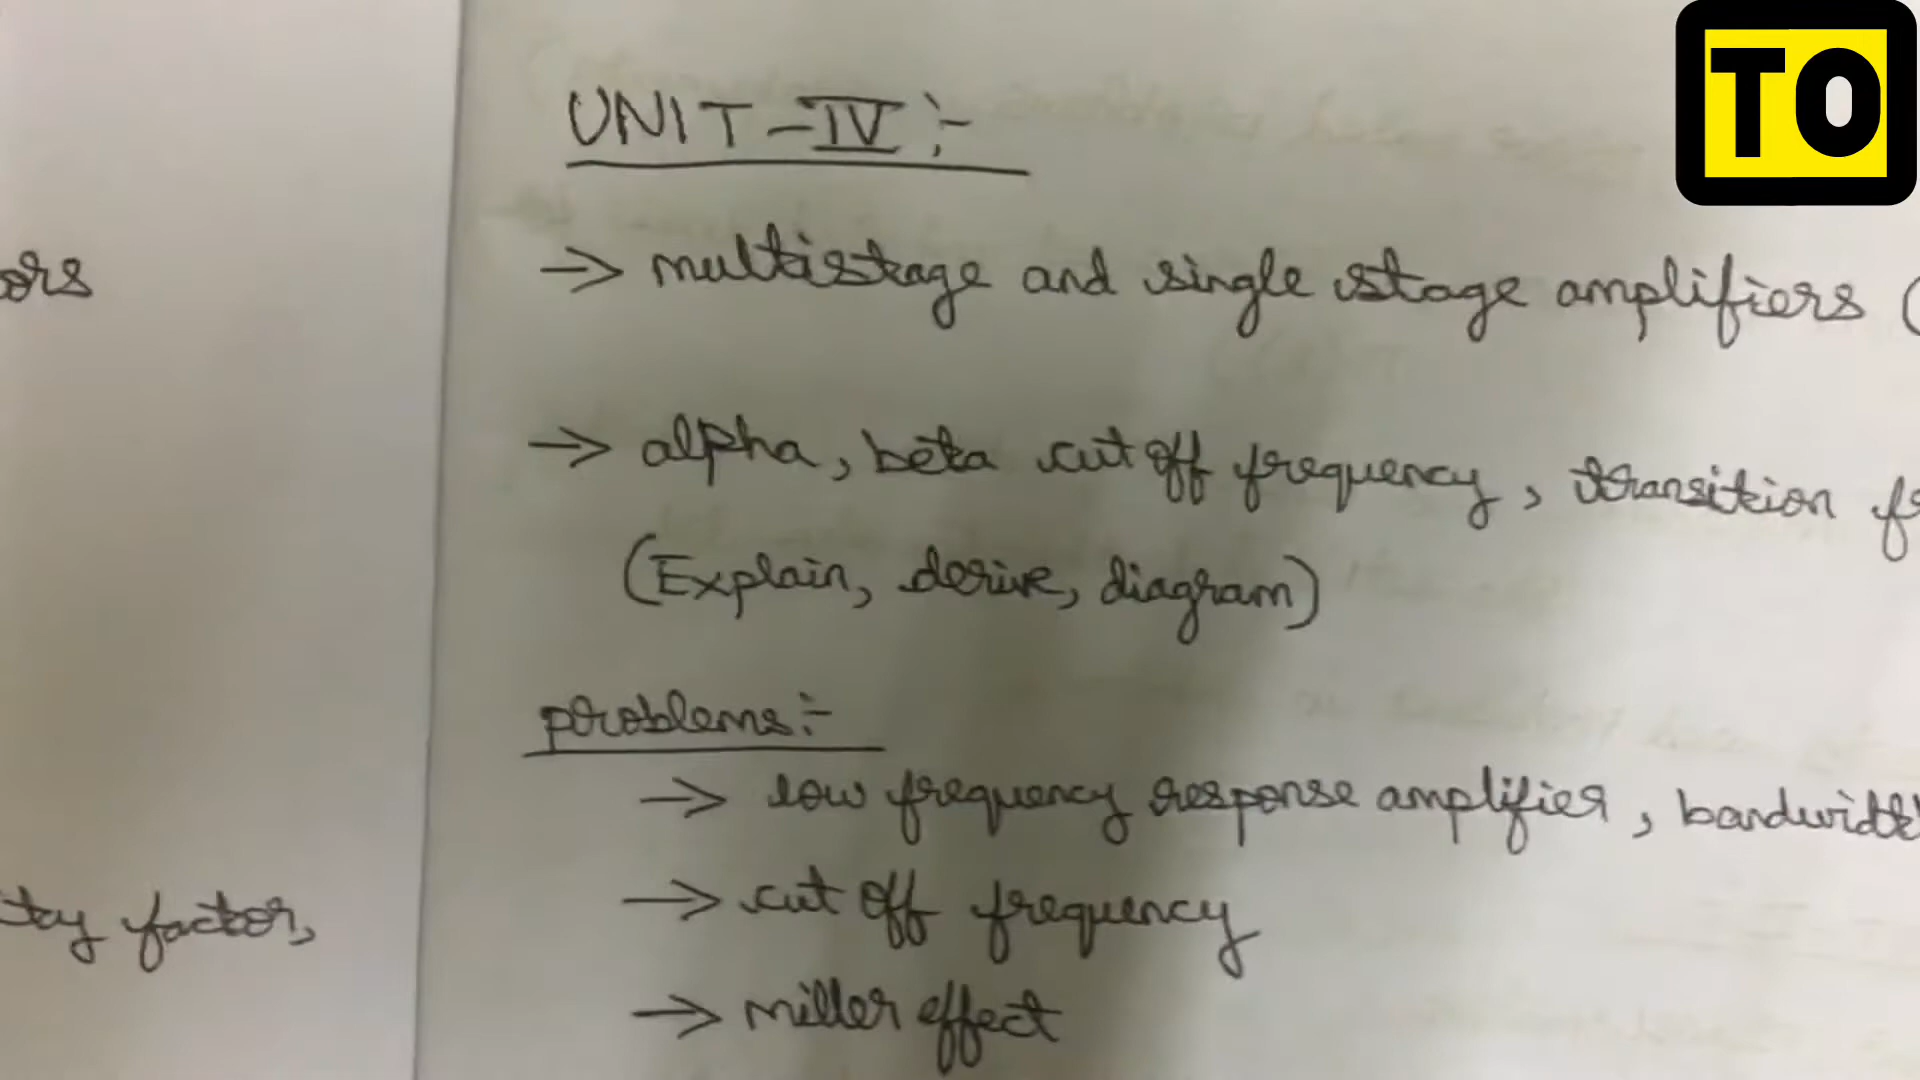 TO
UNIT-IV :-
→ multistage and single stage amplifiers (
→ alpha, beta cut off frequency, transition
(Explain, derive, diagram)
problems:-
→ low frequency response amplifier, bandwidth
→ cut off frequency
→ miller effect
ors
ty factor,